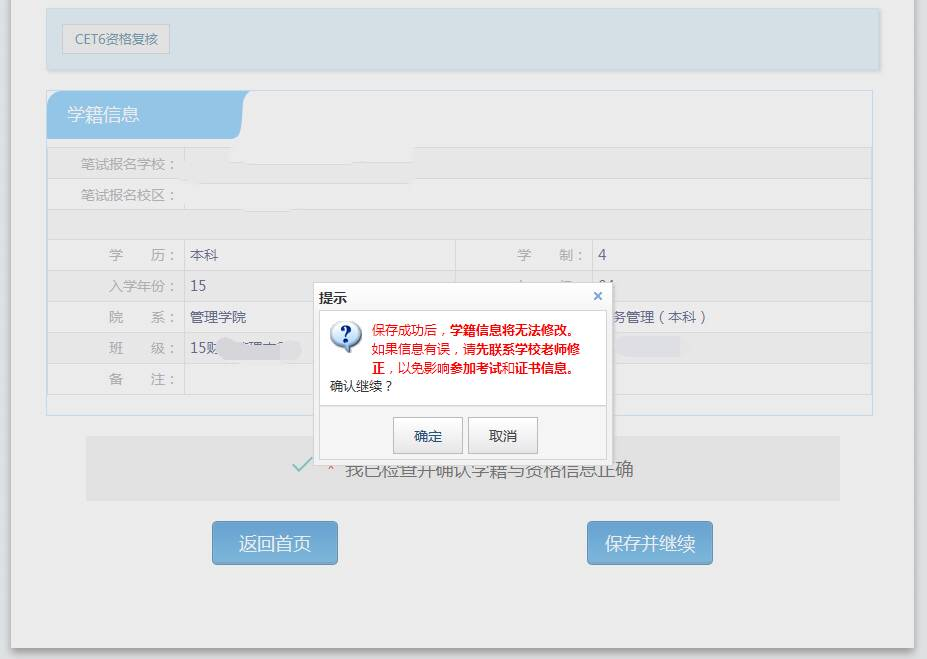 CET6资格复核
学籍信息
笔试报名学校：
笔试报名校区：
学 历： 本科 学 制： 4
入学年份： 15
院 系： 管理学院 务管理（本科）
班 级： 15财
备 注：
提示 ×
保存成功后，学籍信息将无法修改。
如果信息有误，请先联系学校老师修
正，以免影响参加考试和证书信息。
确认继续？
确定 取消
* 我已检查并确认学籍与资格信息正确
返回首页 保存并继续